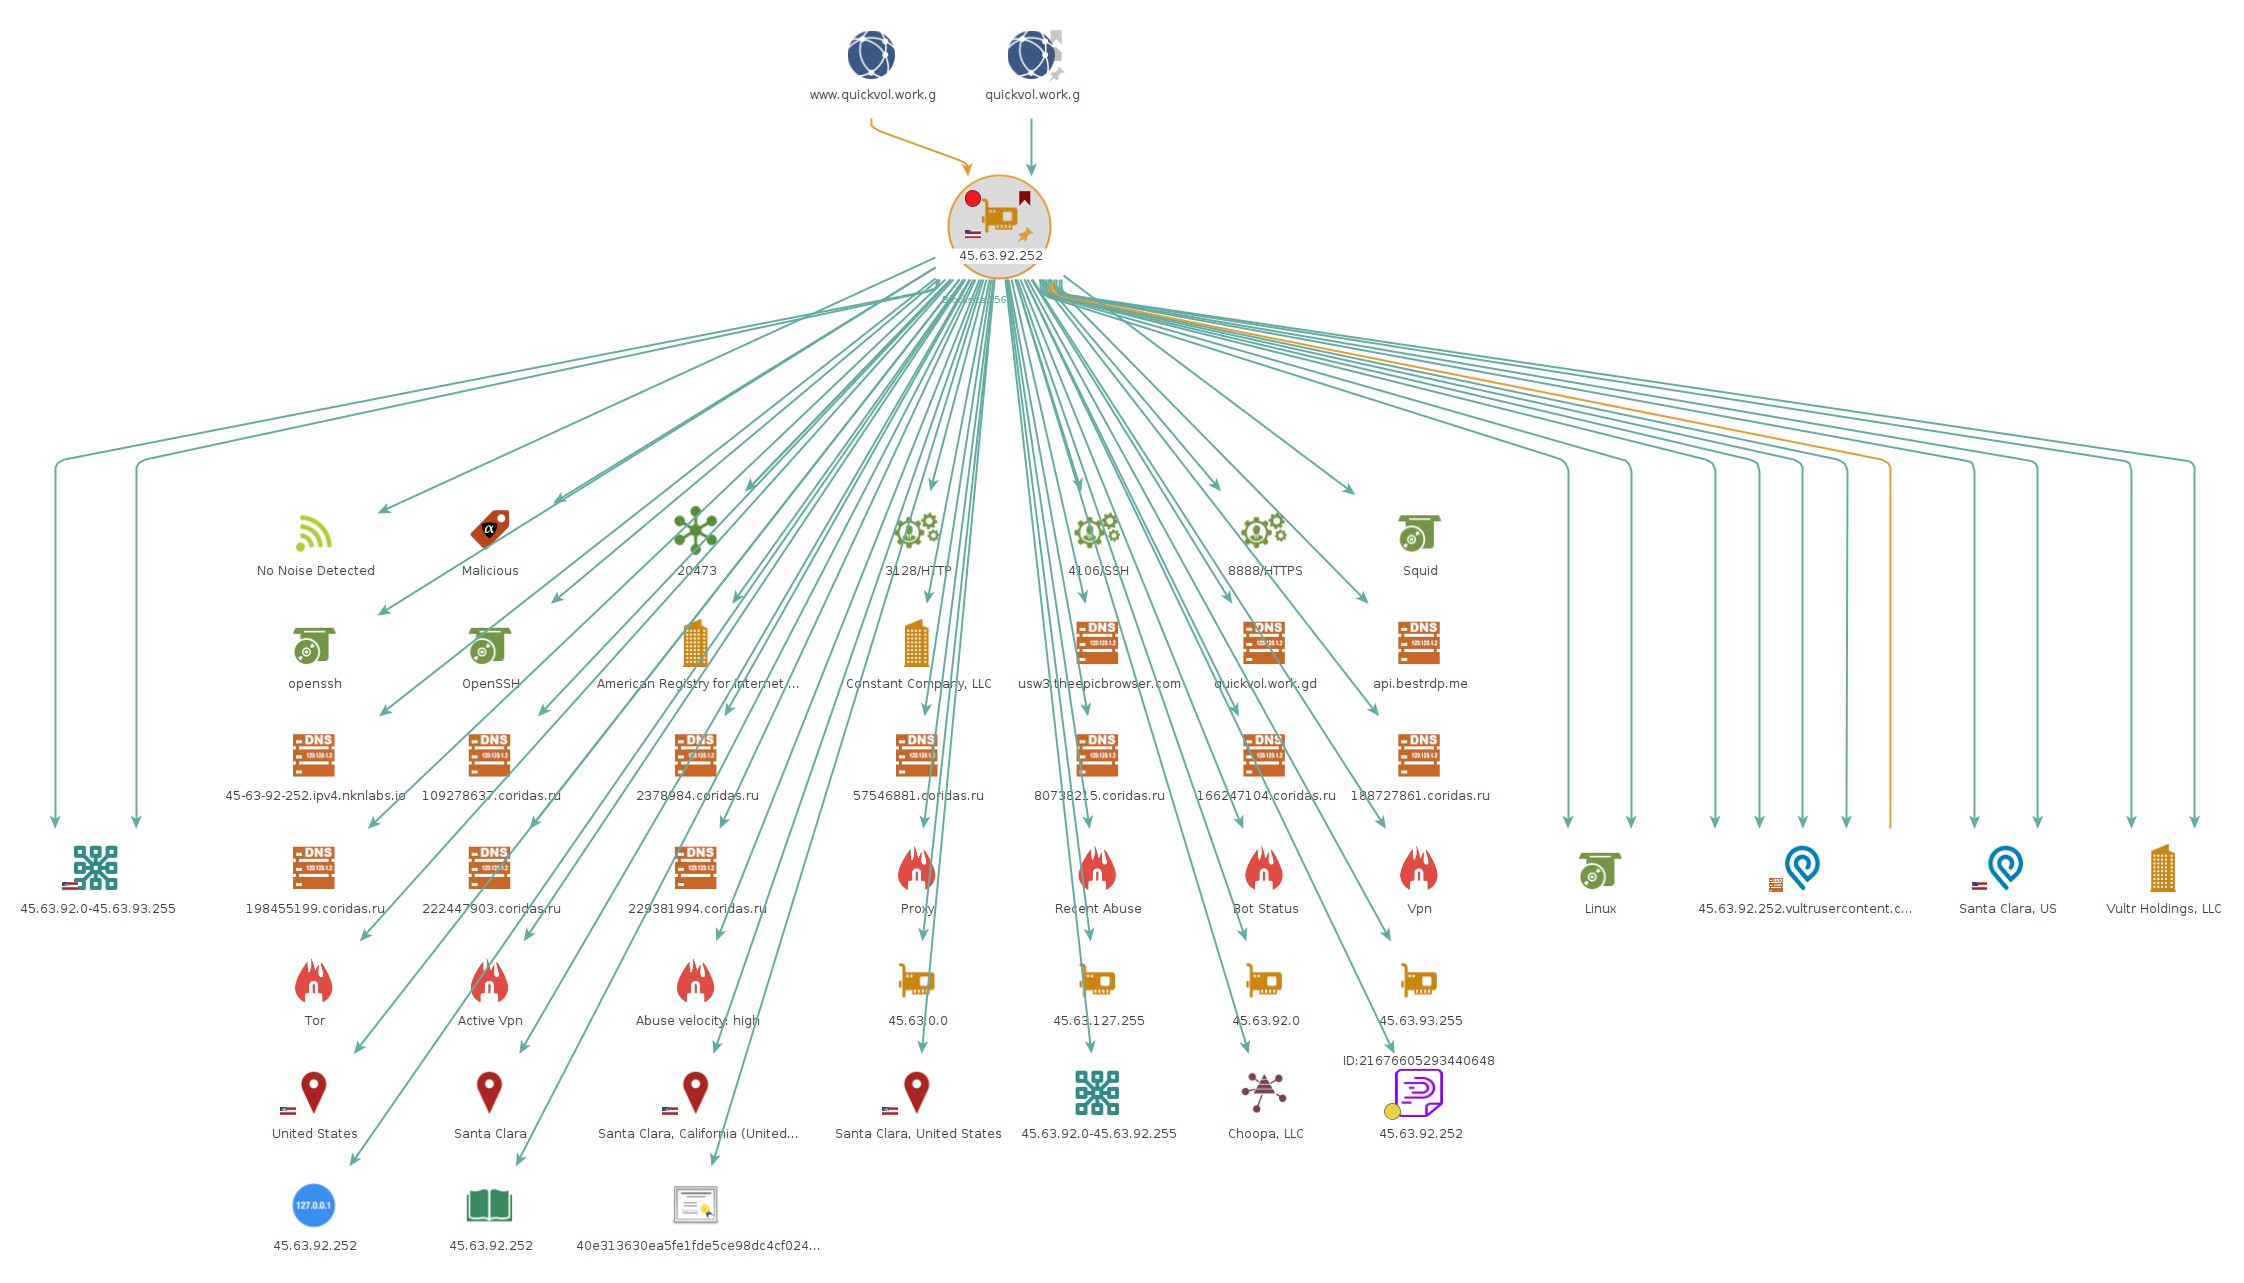 www.quickvol.work.g
quickvol.work.g
45.63.92.252
No Noise Detected
Malicious
20473
3128/HTTP
4106/SSH
8888/HTTPS
Squid
openssh
OpenSSH
American Registry for Internet ...
Constant Company, LLC
usw3.theepicbrowser.com
quickvol.work.gd
api.bestrdp.me
45-63-92-252.ipv4.nknlabs.io
109278637.coridas.ru
2378984.coridas.ru
57546881.coridas.ru
80738215.coridas.ru
166247104.coridas.ru
188727861.coridas.ru
45.63.92.0-45.63.93.255
198455199.coridas.ru
222447903.coridas.ru
229381994.coridas.ru
Proxy
Recent Abuse
Bot Status
Vpn
Linux
45.63.92.252.vultrusercontent.c...
Santa Clara, US
Vultr Holdings, LLC
Tor
Active Vpn
Abuse velocity: high
45.63.0.0
45.63.127.255
45.63.92.0
45.63.93.255
ID:21676605293440648
United States
Santa Clara
Santa Clara, California (United...
Santa Clara, United States
45.63.92.0-45.63.92.255
Choopa, LLC
45.63.92.252
127.0.0.1
45.63.92.252
45.63.92.252
40e313630ea5fe1fde5ce98dc4cf024...